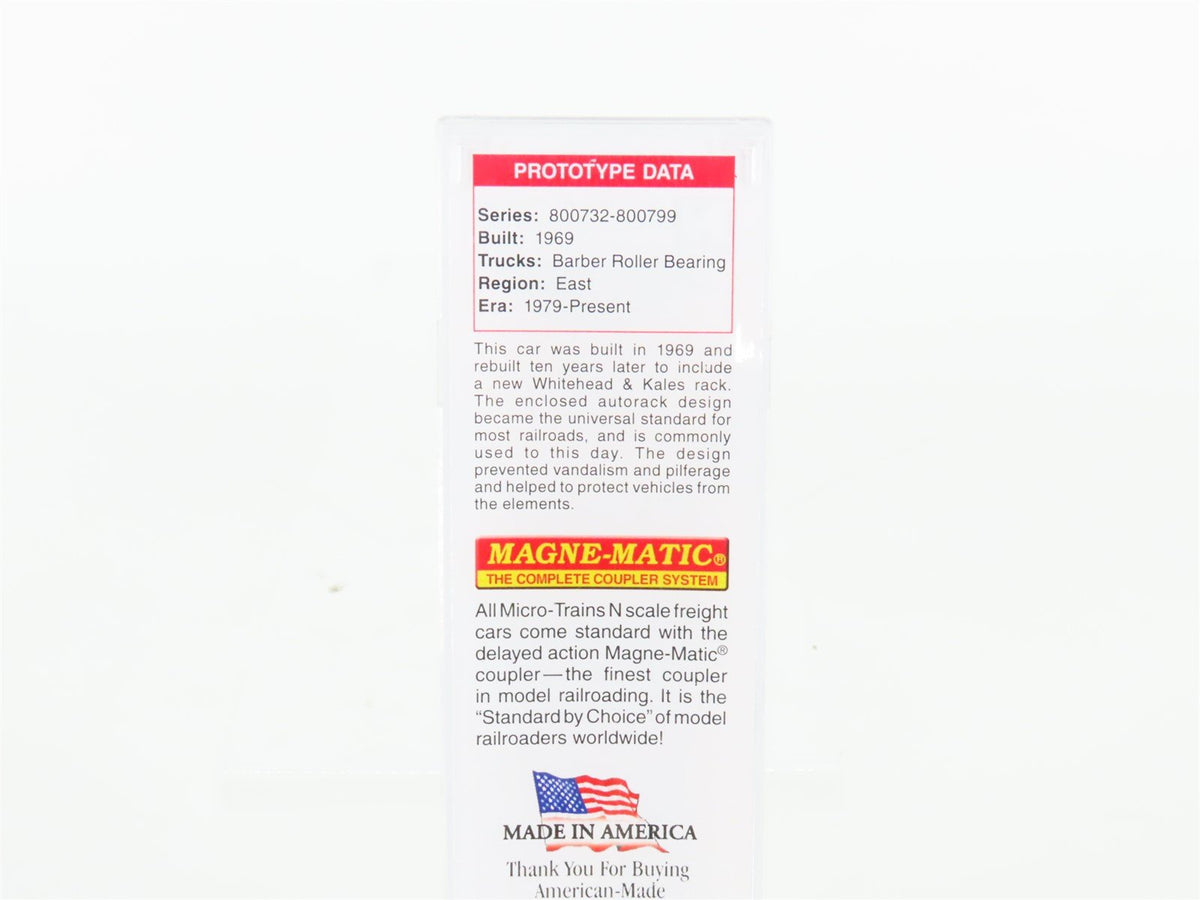 PROTOTYPE DATA
Series: 800732-800799
Built: 1969
Trucks: Barber Roller Bearing
Region: East
Era: 1979-Present
This car was built in 1969 and
rebuilt ten years later to include
a new Whitehead & Kales rack.
The enclosed autorack design
became the universal standard for
most railroads, and is commonly
used to this day. The design
prevented vandalism and pilferage
and helped to protect vehicles from
the elements.
MAGNE-MATIC®
THE COMPLETE COUPLER SYSTEM
All Micro-Trains N scale freight
cars come standard with the
delayed action Magne-Matic®
coupler—the finest coupler
in model railroading. It is the
“Standard by Choice” of model
railroaders worldwide!
MADE IN AMERICA
Thank You For Buying
American-Made